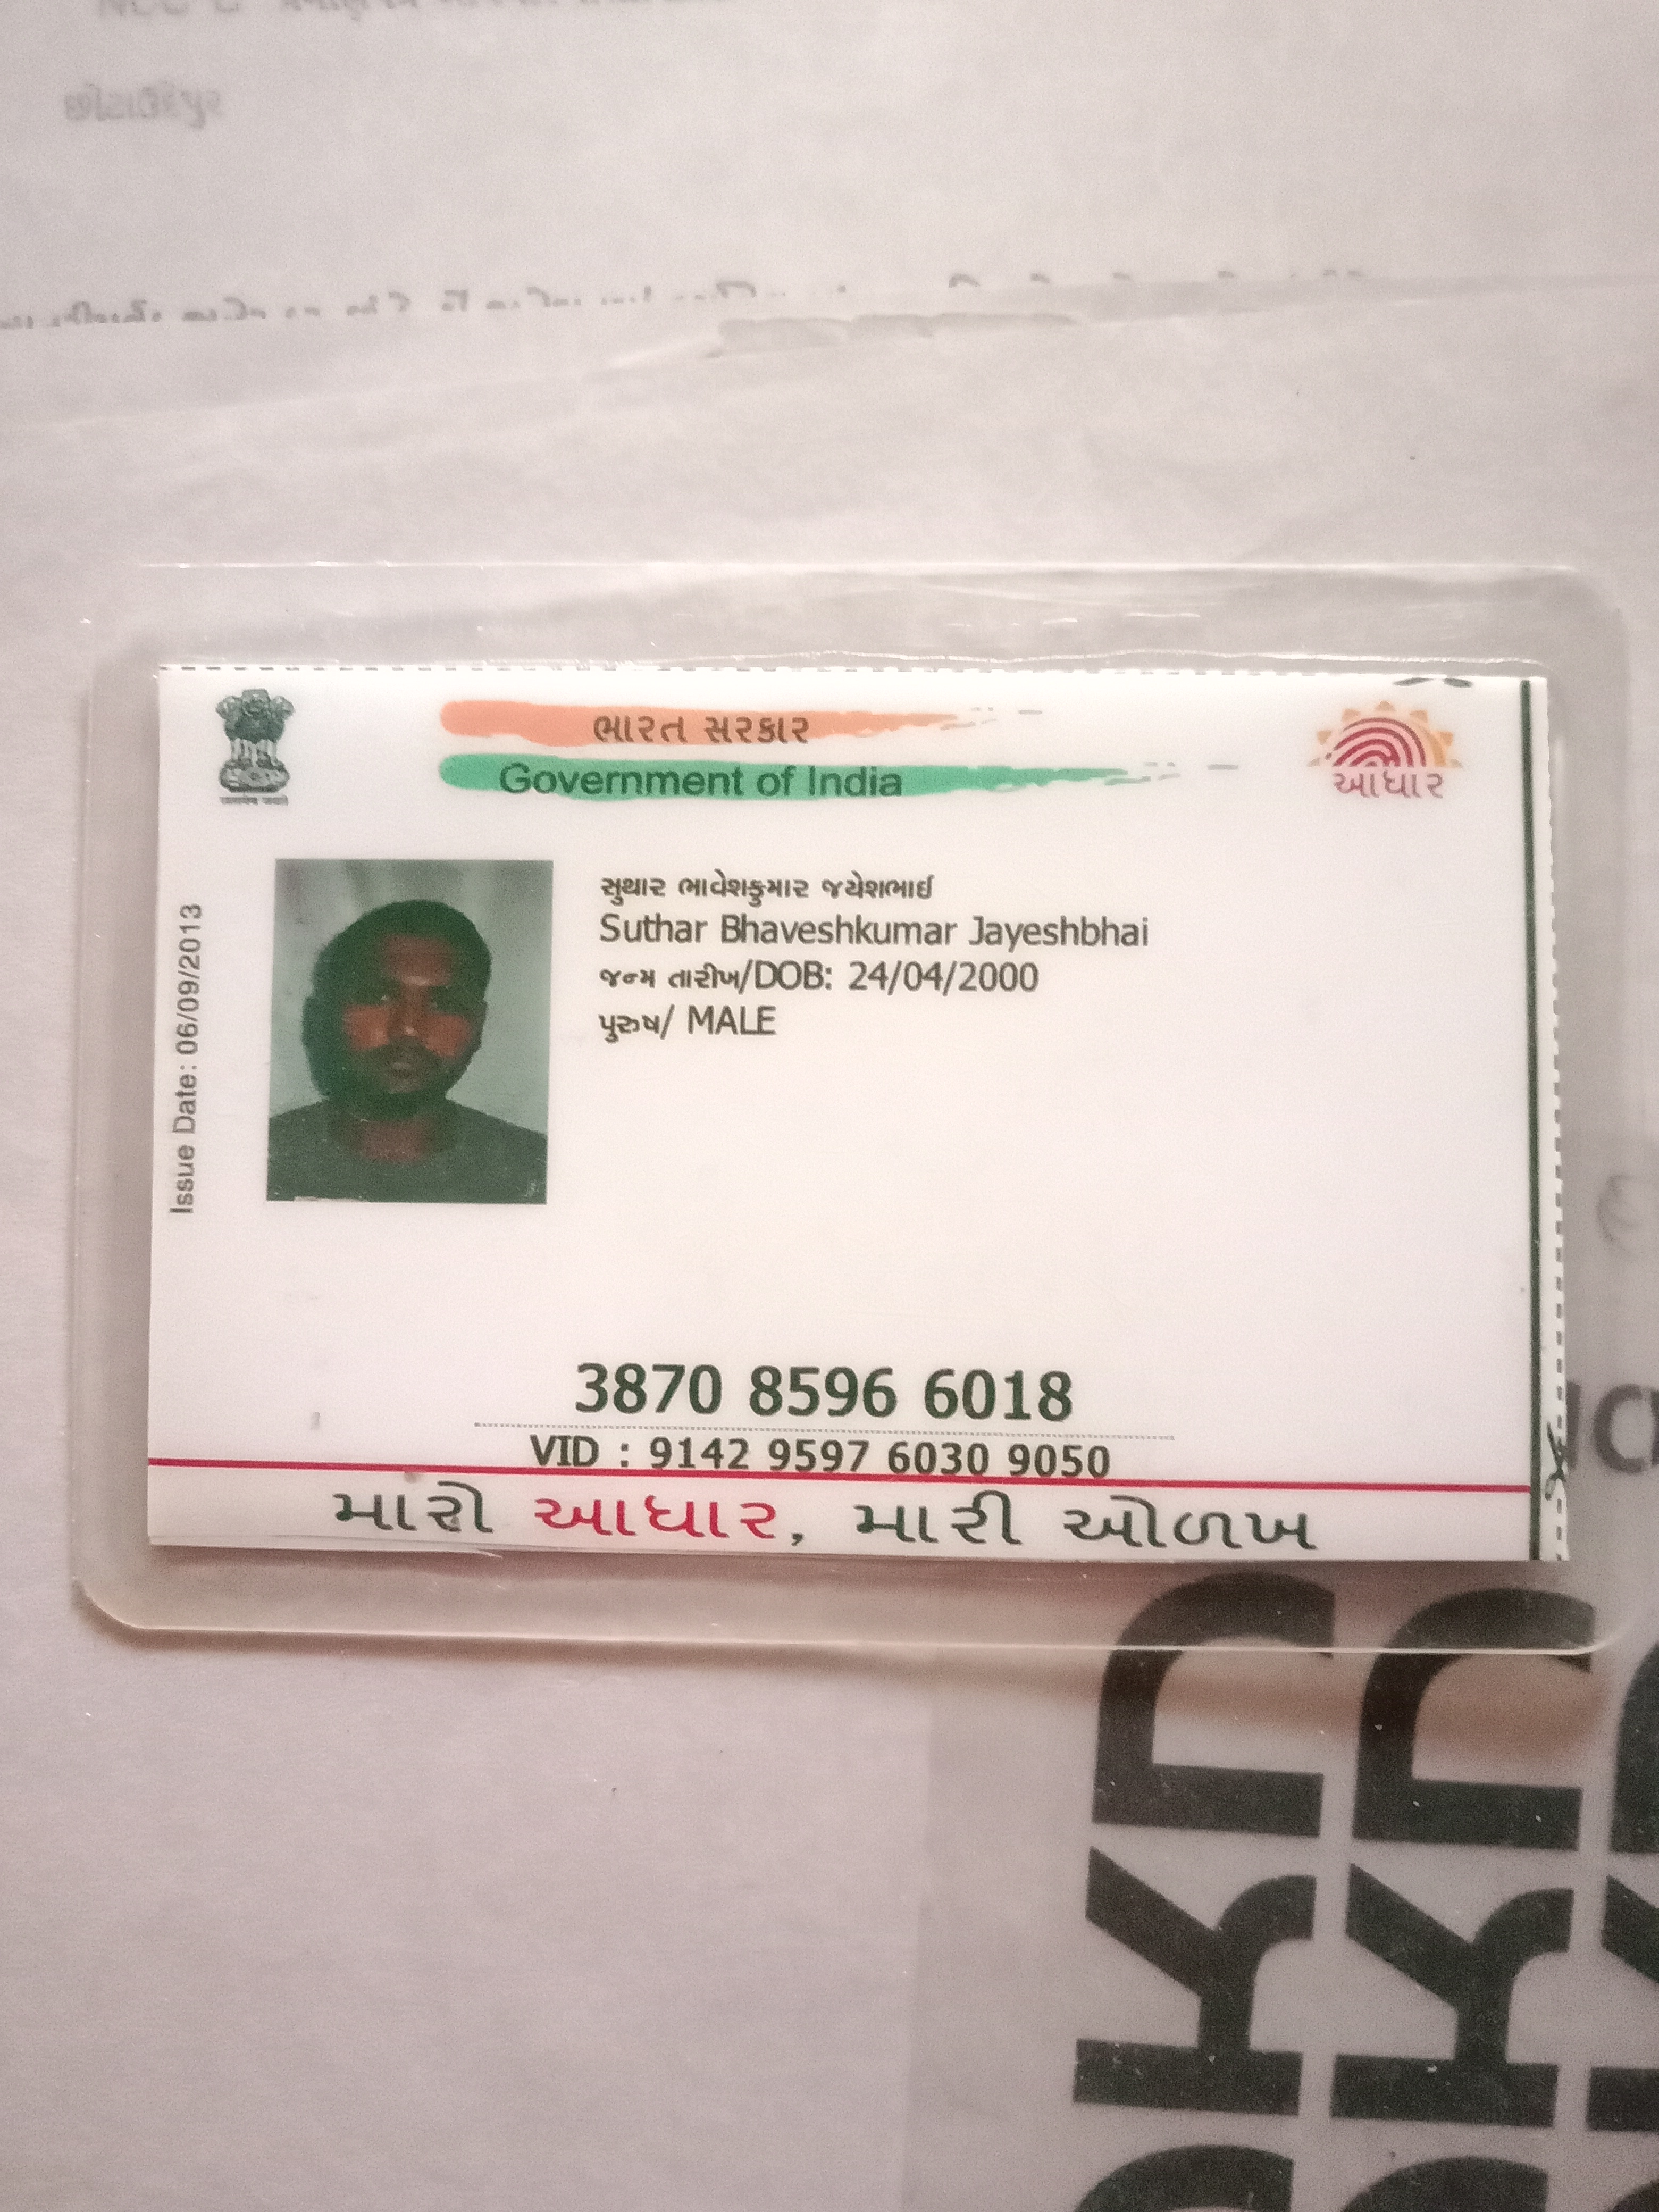 છોટાઉદેપુર
ભારત સરકાર
Government of India
આધાર
Issue Date: 06/09/2013
સુથાર ભાવેશકુમાર જયેશભાઈ
Suthar Bhaveshkumar Jayeshbhai
જન્મ તારીખ/DOB: 24/04/2000
પુરુષ/ MALE
3870 8596 6018
VID : 9142 9597 6030 9050
મારો આધાર, મારી ઓળખ